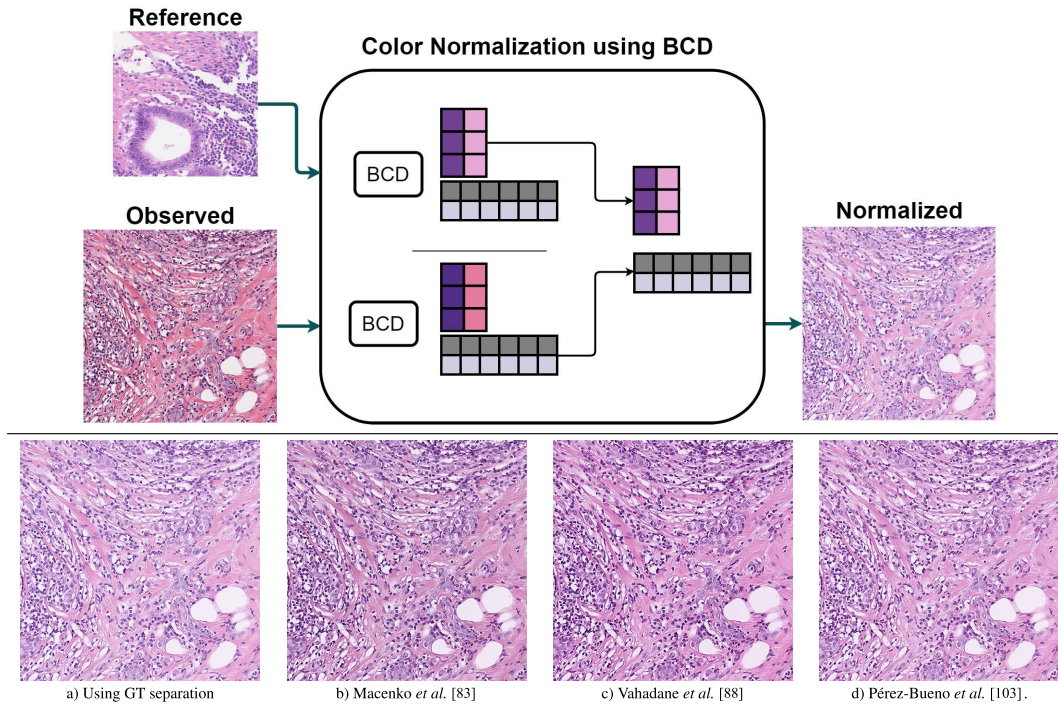 Reference
Color Normalization using BCD
BCD
Observed
Normalized
BCD
a) Using GT separation
b) Macenko et al. [83]
c) Vahadane et al. [88]
d) Pérez-Bueno et al. [103].